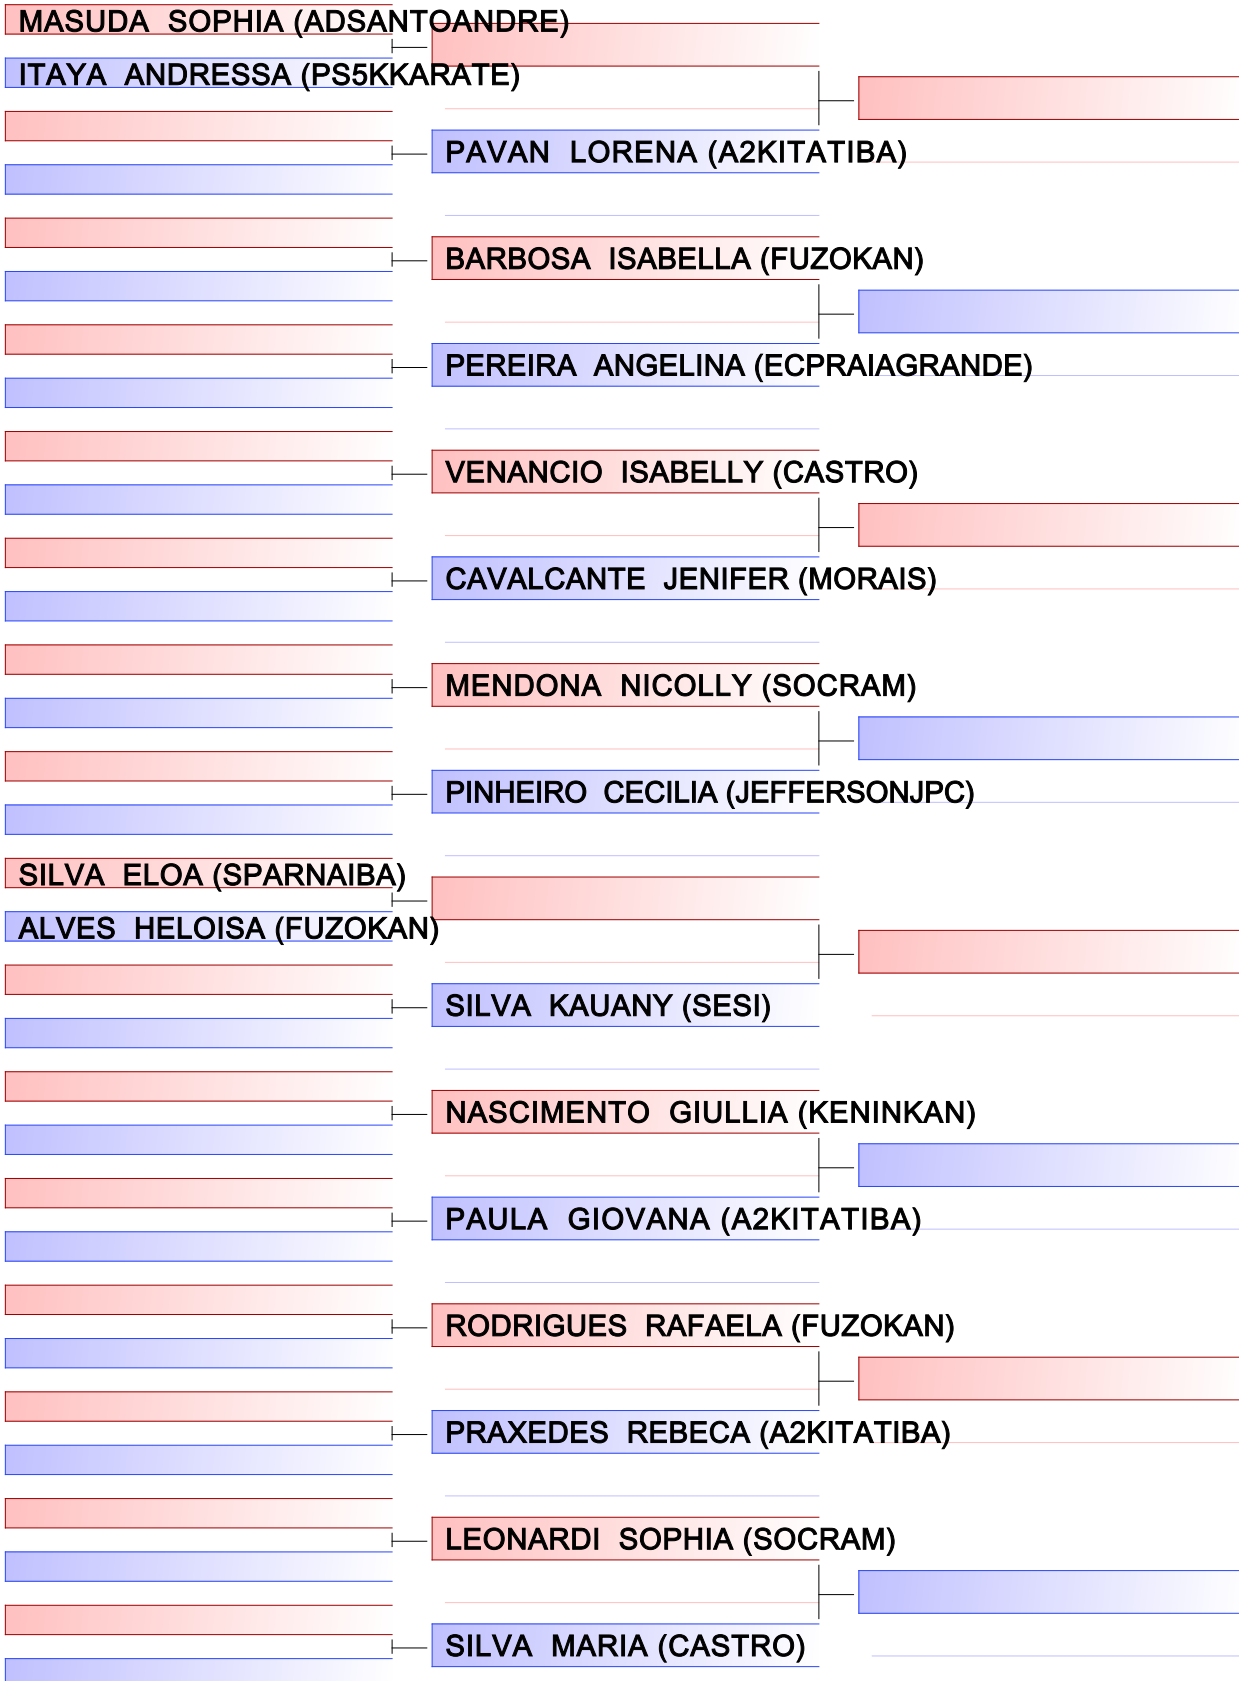 MASUDA  SOPHIA (ADSANTOANDRE)
ITAYA  ANDRESSA (PS5KKARATE)
PAVAN  LORENA (A2KITATIBA)
BARBOSA  ISABELLA (FUZOKAN)
PEREIRA  ANGELINA (ECPRAIAGRANDE)
VENANCIO  ISABELLY (CASTRO)
CAVALCANTE  JENIFER (MORAIS)
MENDONA  NICOLLY (SOCRAM)
PINHEIRO  CECILIA (JEFFERSONJPC)
SILVA  ELOA (SPARNAIBA)
ALVES  HELOISA (FUZOKAN)
SILVA  KAUANY (SESI)
NASCIMENTO  GIULLIA (KENINKAN)
PAULA  GIOVANA (A2KITATIBA)
RODRIGUES  RAFAELA (FUZOKAN)
PRAXEDES  REBECA (A2KITATIBA)
LEONARDI  SOPHIA (SOCRAM)
SILVA  MARIA (CASTRO)